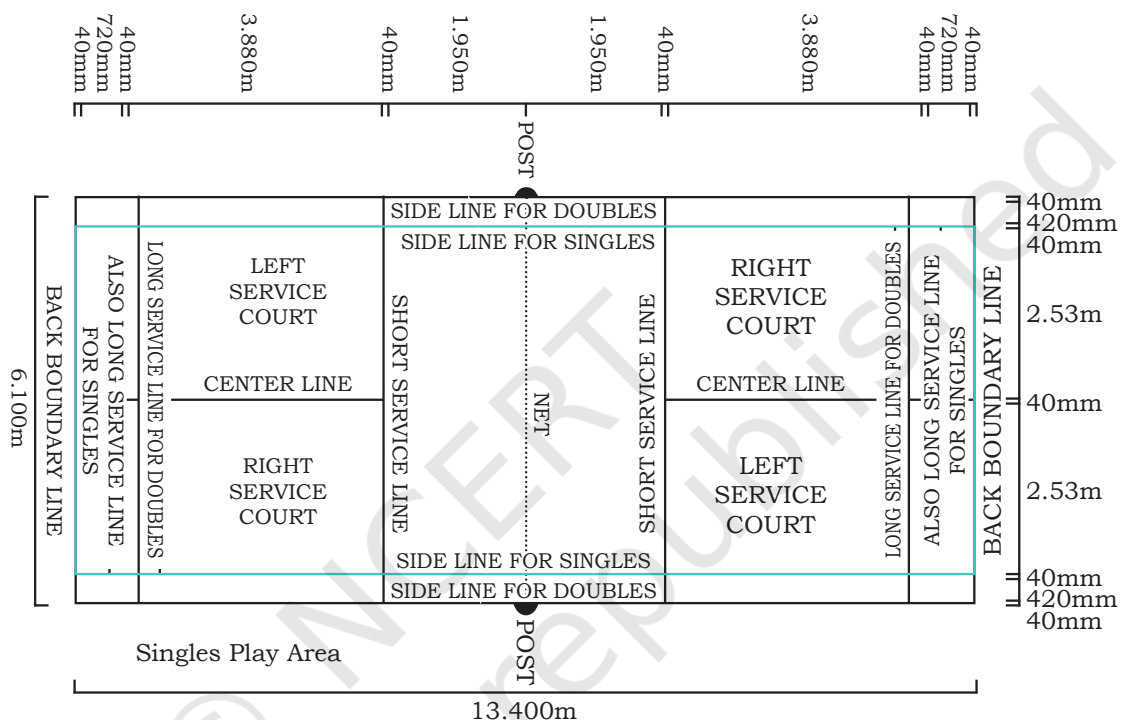 40mm
720mm
40mm
3.880m
40mm
1.950m
1.950m
40mm
3.880m
40mm
720mm
40mm
POST
SIDE LINE FOR DOUBLES
SIDE LINE FOR SINGLES
40mm
420mm
40mm
2.53m
40mm
2.53m
40mm
420mm
40mm
6.100m
BACK BOUNDARY LINE
ALSO LONG SERVICE LINE
FOR SINGLES
LONG SERVICE LINE FOR DOUBLES
LEFT
SERVICE
COURT
CENTER LINE
RIGHT
SERVICE
COURT
SHORT SERVICE LINE
NET
SHORT SERVICE LINE
RIGHT
SERVICE
COURT
CENTER LINE
LEFT
SERVICE
COURT
LONG SERVICE LINE FOR DOUBLES
ALSO LONG SERVICE LINE
FOR SINGLES
BACK BOUNDARY LINE
SIDE LINE FOR SINGLES
SIDE LINE FOR DOUBLES
POST
Singles Play Area
13.400m
© NCERT
republished